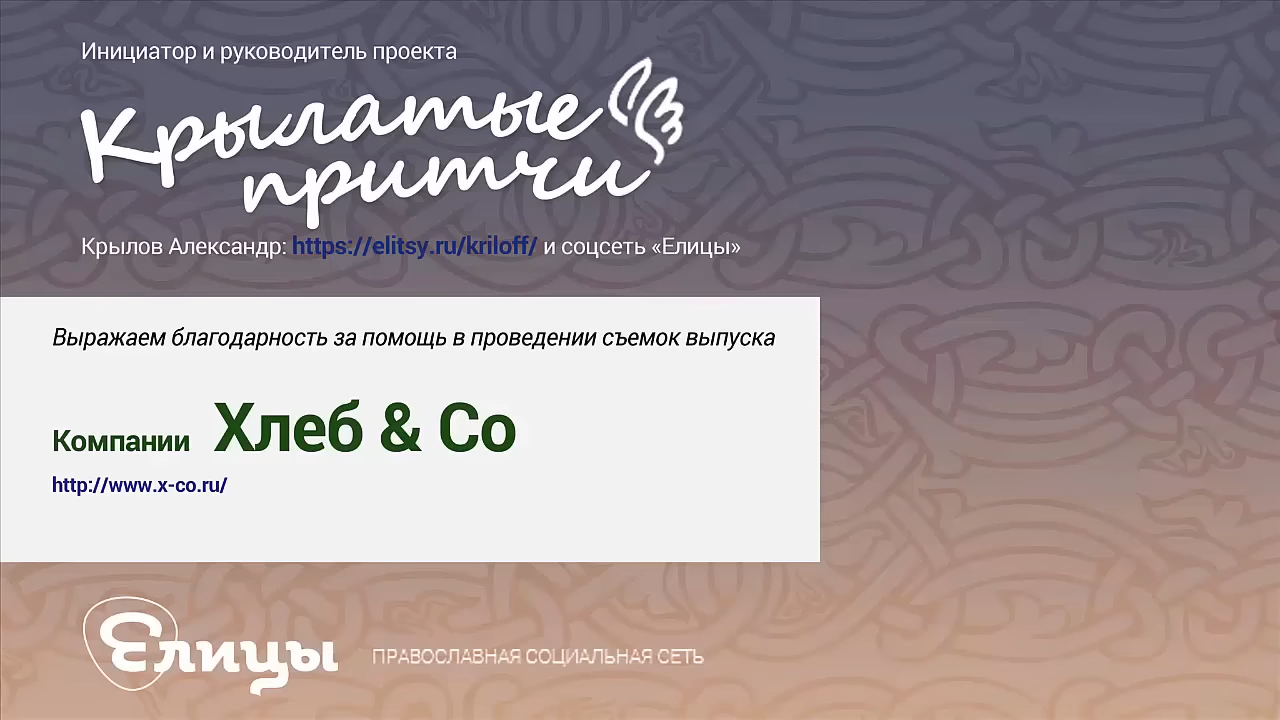 Инициатор и руководитель проекта
Крылатые
притчи
Крылов Александр: https://elitsy.ru/kriloff/ и соцсеть «Елицы»
Выражаем благодарность за помощь в проведении съемок выпуска
Компании Хлеб & Со
http://www.x-co.ru/
Елицы ПРАВОСЛАВНАЯ СОЦИАЛЬНАЯ СЕТЬ